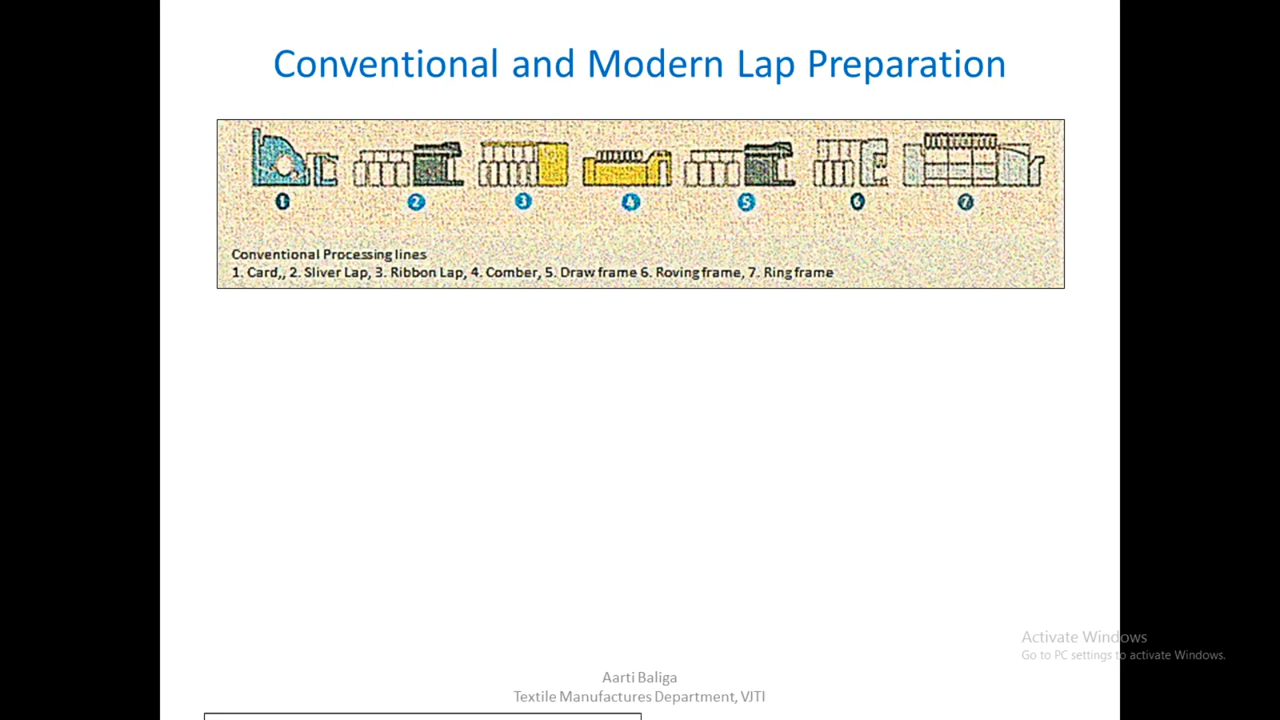 Conventional and Modern Lap Preparation
1 2 3 4 5 6 7
Conventional Processing lines
1. Card,, 2. Sliver Lap, 3. Ribbon Lap, 4. Comber, 5. Draw frame 6. Roving frame, 7. Ring frame
Activate Windows
Go to PC settings to activate Windows.
Aarti Baliga
Textile Manufactures Department, VJTI